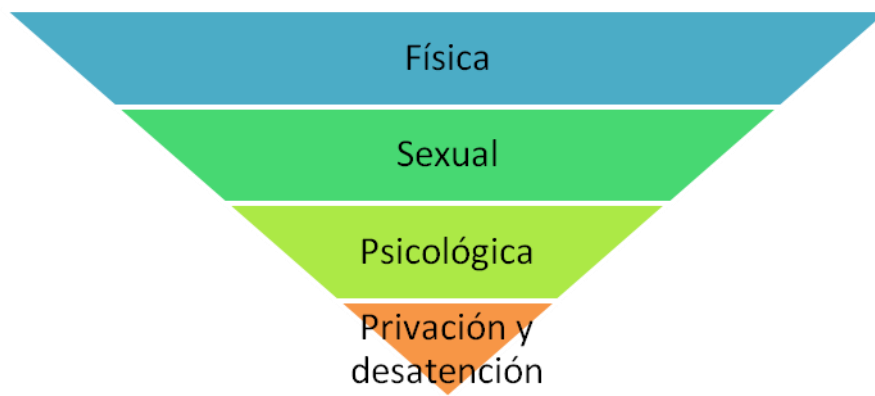 Física
Sexual
Psicológica
Privación y
desatención